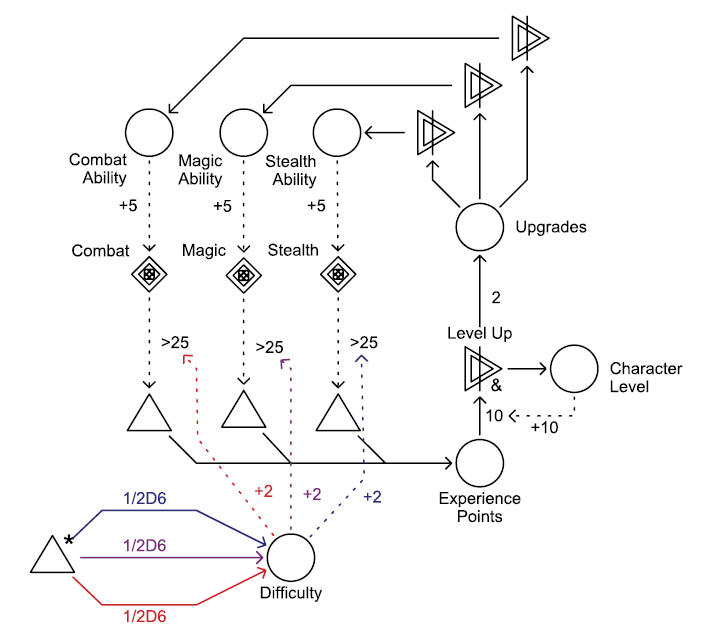 Combat
Ability
Magic
Ability
Stealth
Ability
+5
+5
+5
Upgrades
Combat
Magic
Stealth
2
Level Up
>25
>25
>25
&
Character
Level
10
+10
+2
+2
+2
Experience
Points
1/2D6
*
1/2D6
1/2D6
Difficulty